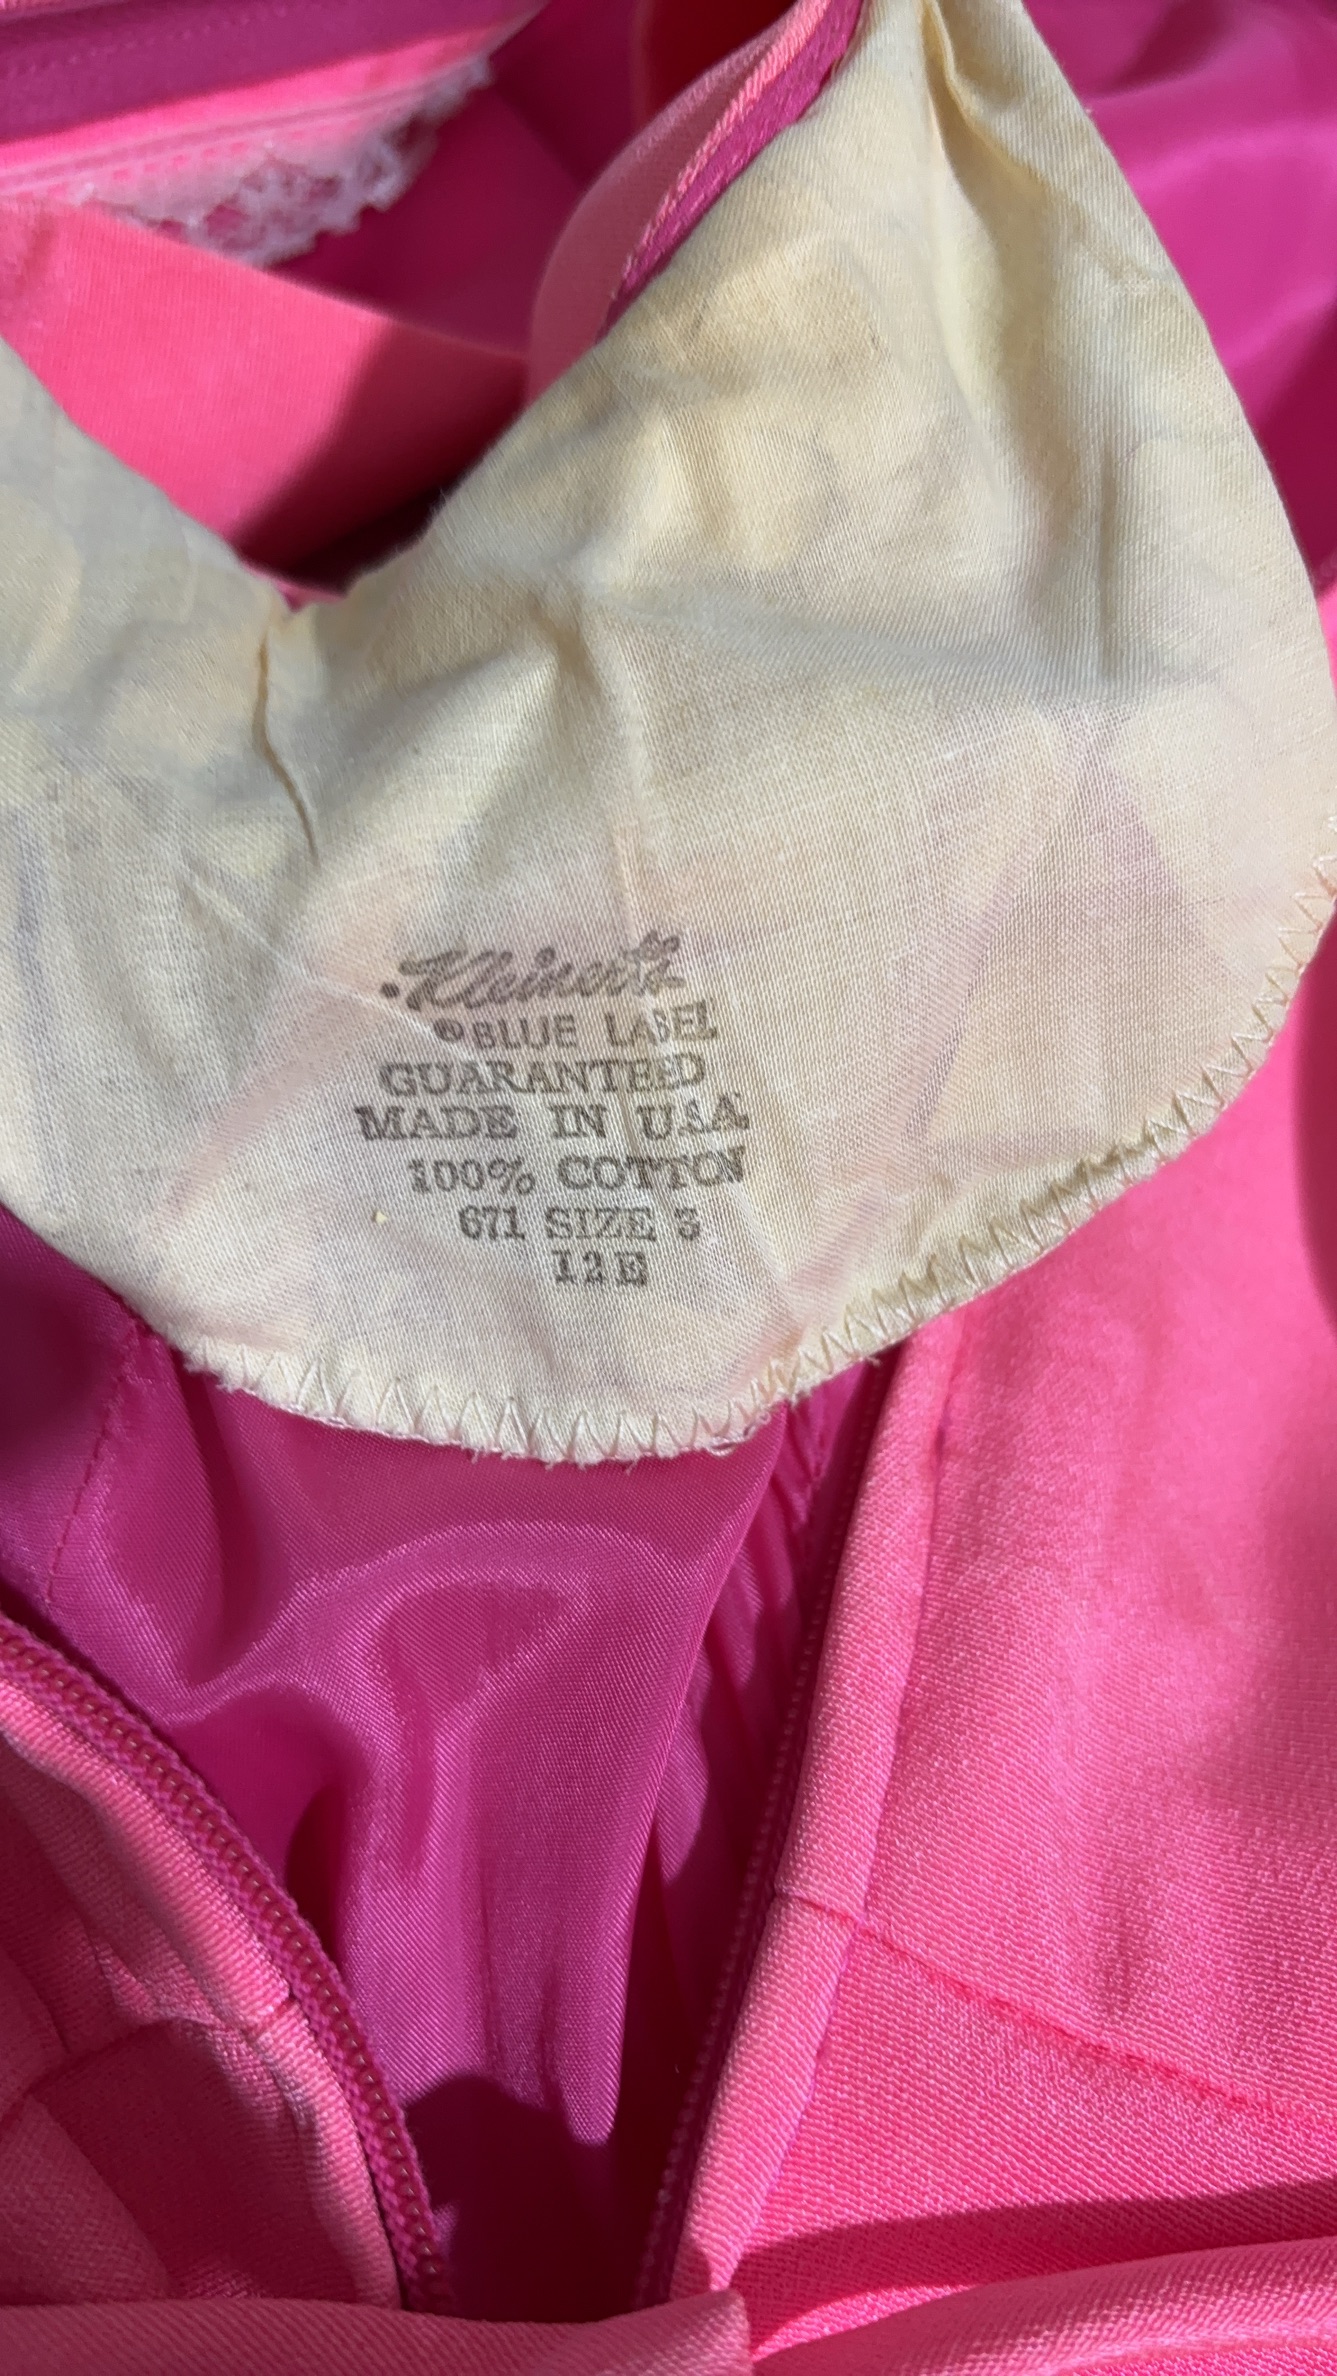 Kleinert's
® BLUE LABEL
GUARANTEED
MADE IN U.S.A.
100% COTTON
671 SIZE 3
12E